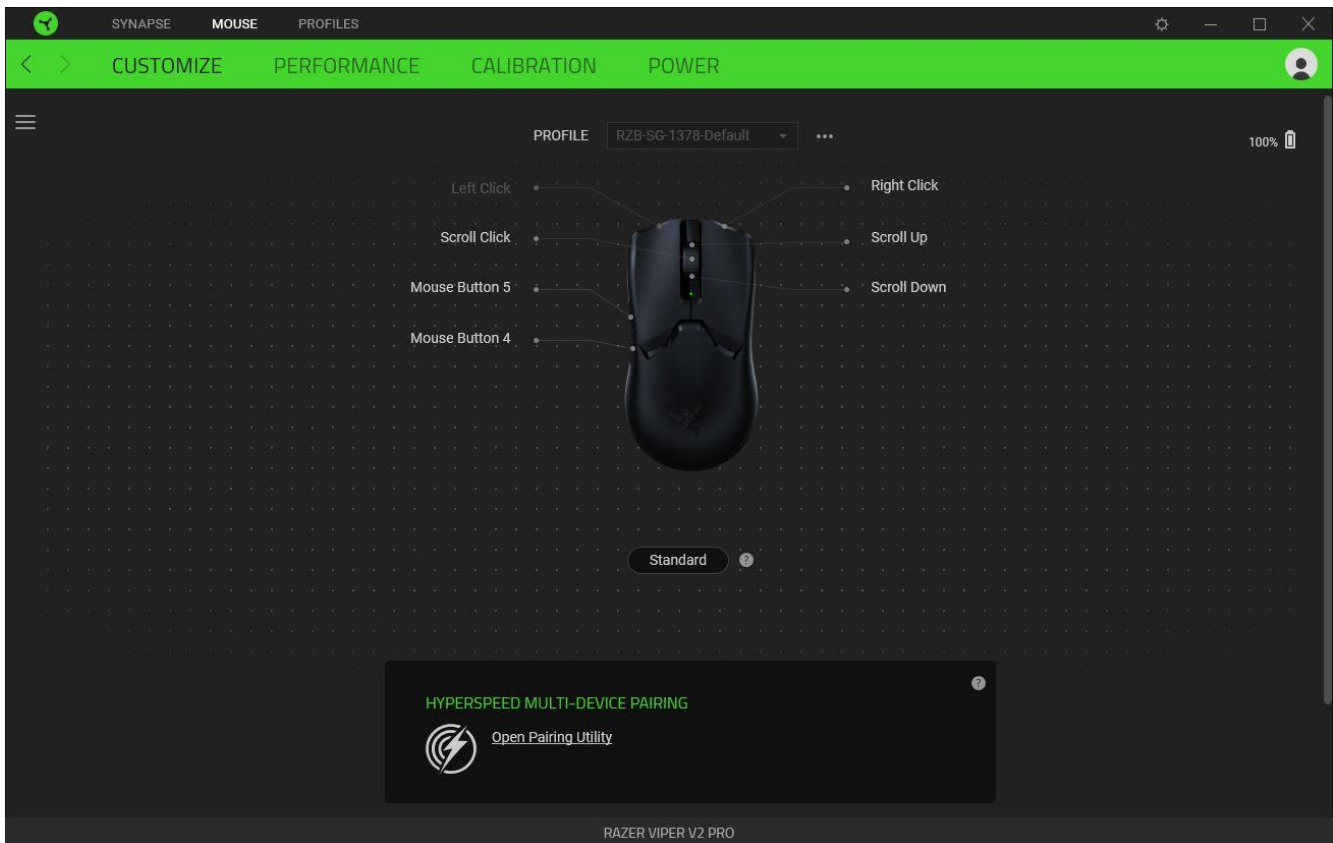 SYNAPSE MOUSE PROFILES
CUSTOMIZE PERFORMANCE CALIBRATION POWER
PROFILE RZB-SG-1378-Default
100%
Left Click Right Click
Scroll Click Scroll Up
Mouse Button 5 Scroll Down
Mouse Button 4
Standard ?
?
HYPERSPEED MULTI-DEVICE PAIRING
Open Pairing Utility
RAZER VIPER V2 PRO